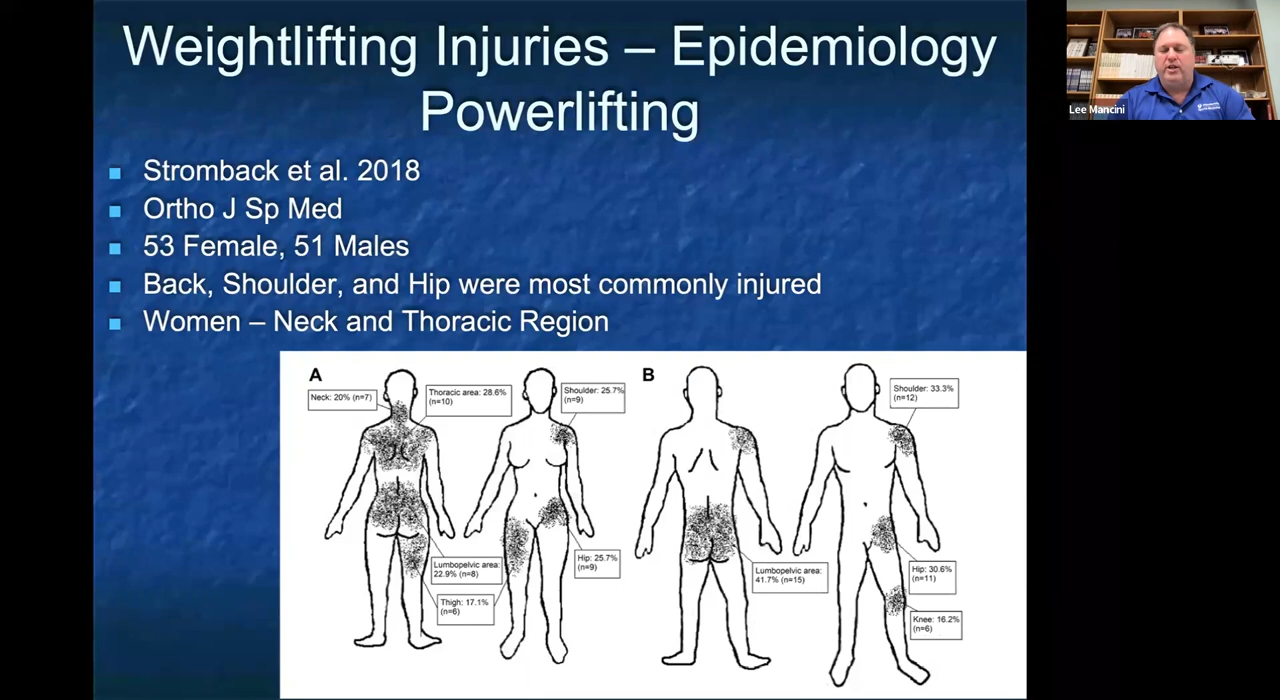 Weightlifting Injuries – Epidemiology
Powerlifting
Stromback et al. 2018
Ortho J Sp Med
53 Female, 51 Males
Back, Shoulder, and Hip were most commonly injured
Women – Neck and Thoracic Region
A
Neck: 20% (n=7)
Thoracic area: 28.6%
(n=10)
Shoulder: 25.7%
(n=9)
Lumbopelvic area:
22.9% (n=8)
Thigh: 17.1%
(n=6)
Hip: 25.7%
(n=9)
B
Shoulder: 33.3%
(n=12)
Lumbopelvic area:
41.7% (n=15)
Hip: 30.6%
(n=11)
Knee: 16.2%
(n=6)
Lee Mancini